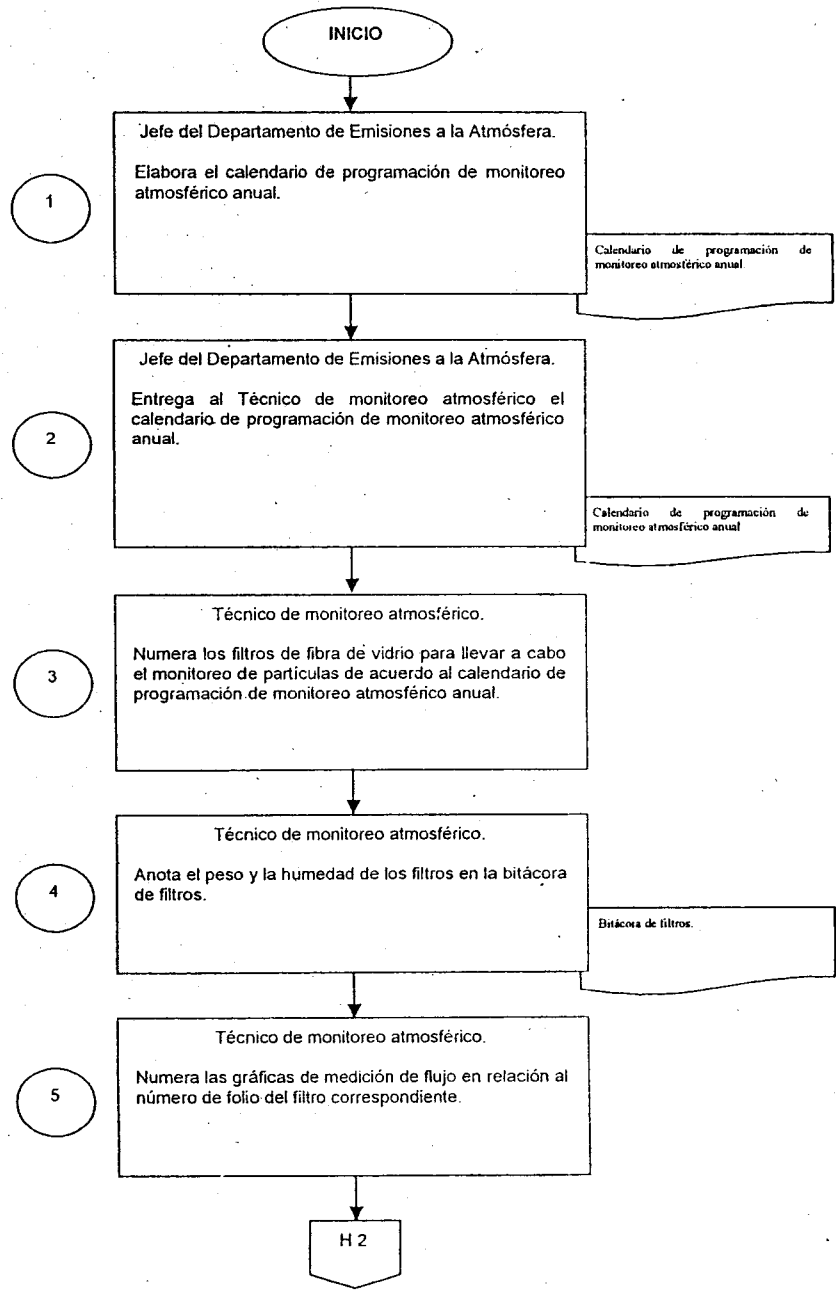 INICIO
1
Jefe del Departamento de Emisiones a la Atmósfera.
Elabora el calendario de programación de monitoreo
atmosférico anual.
Calendario de programación de
monitoreo atmosférico anual.
2
Jefe del Departamento de Emisiones a la Atmósfera.
Entrega al Técnico de monitoreo atmosférico el
calendario de programación de monitoreo atmosférico
anual.
Calendario de programación de
monitoreo atmosférico anual
3
Técnico de monitoreo atmosférico.
Numera los filtros de fibra de vidrio para llevar a cabo
el monitoreo de partículas de acuerdo al calendario de
programación de monitoreo atmosférico anual.
4
Técnico de monitoreo atmosférico.
Anota el peso y la humedad de los filtros en la bitácora
de filtros.
Bitácora de filtros.
5
Técnico de monitoreo atmosférico.
Numera las gráficas de medición de flujo en relación al
número de folio del filtro correspondiente.
H 2